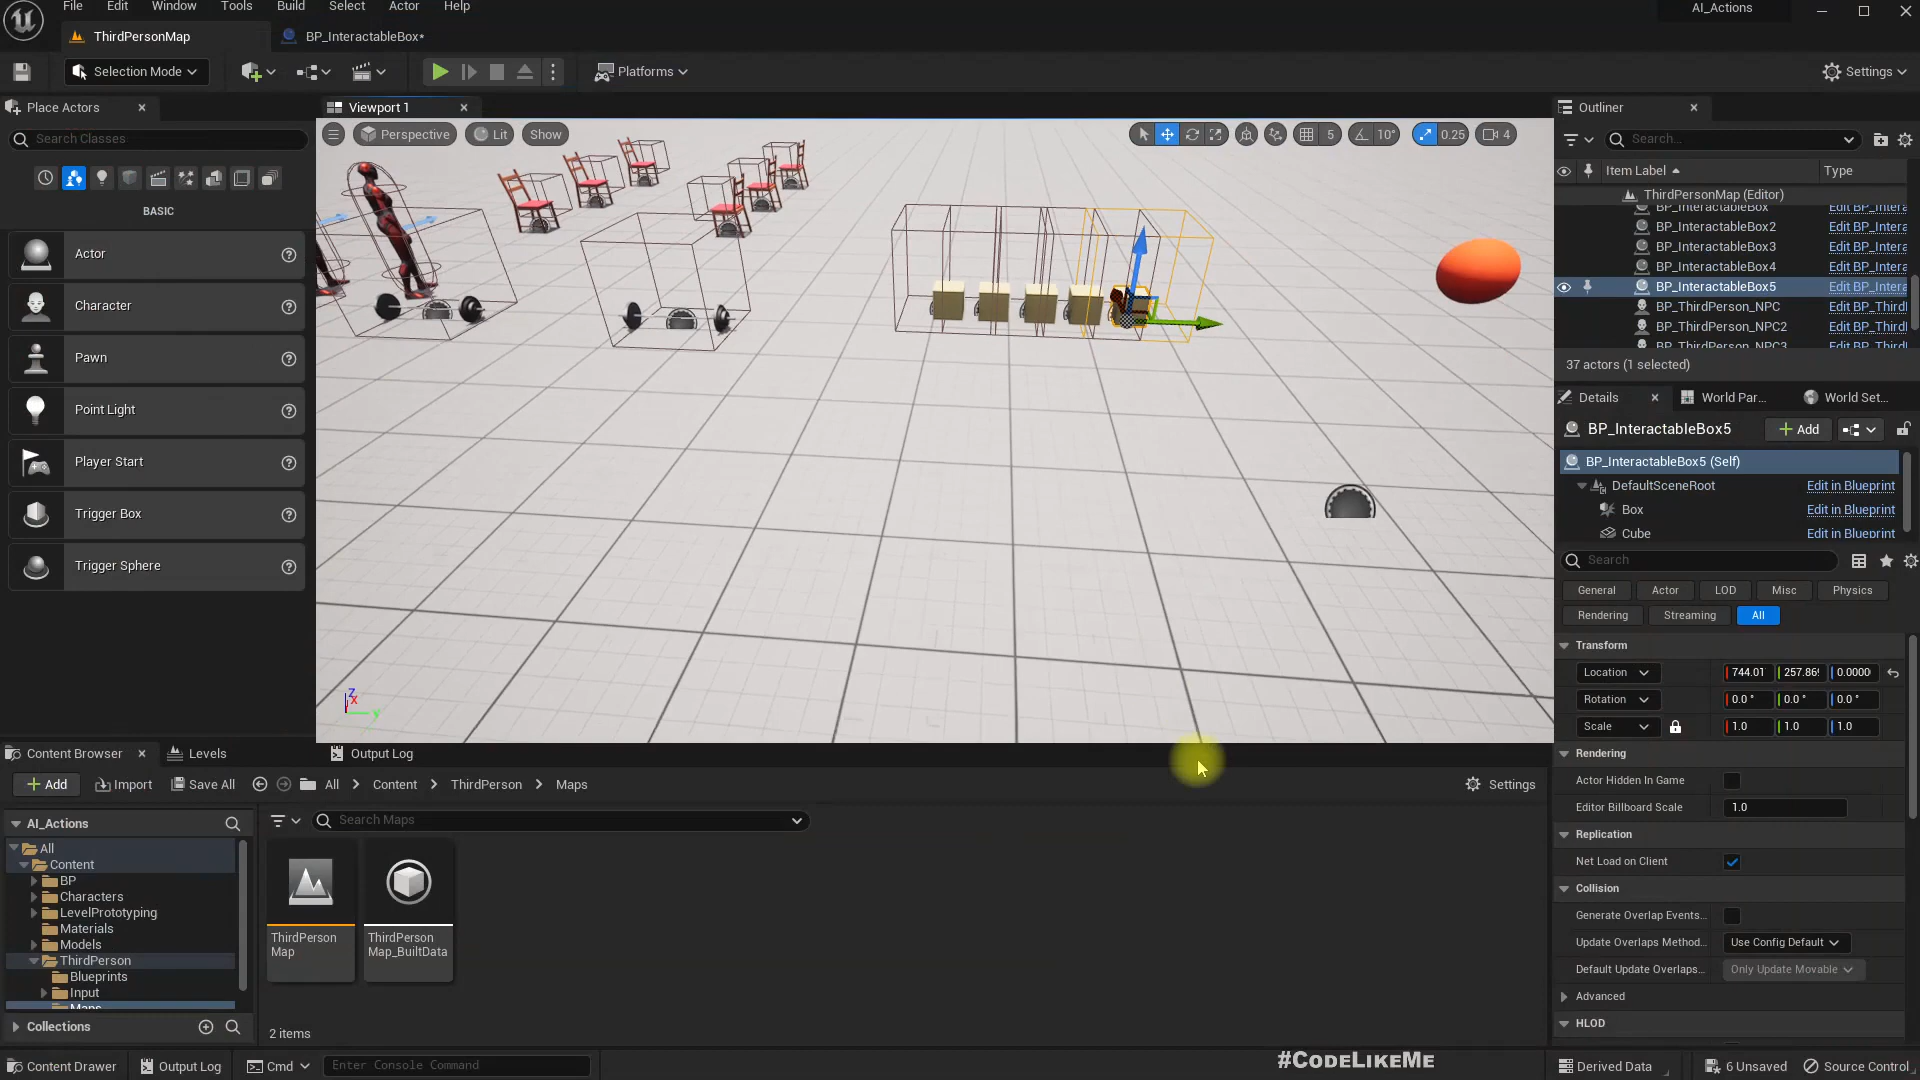 File Edit Window Tools Build Select Actor Help
AI_Actions
ThirdPersonMap
BP_InteractableBox*
Selection Mode
Platforms
Settings
Place Actors
Search Classes
BASIC
Actor
Character
Pawn
Point Light
Player Start
Trigger Box
Trigger Sphere
Viewport 1
Perspective
Lit
Show
5
10°
0.25
4
Outliner
Search...
Item Label
Type
ThirdPersonMap (Editor)
BP_InteractableBox Edit BP_Intera
BP_InteractableBox2 Edit BP_Intera
BP_InteractableBox3 Edit BP_Intera
BP_InteractableBox4 Edit BP_Intera
BP_InteractableBox5 Edit BP_Intera
BP_ThirdPerson_NPC Edit BP_Third
BP_ThirdPerson_NPC2 Edit BP_Third
BP_ThirdPerson_NPC3 Edit BP_Third
37 actors (1 selected)
Details
World Par...
World Set...
BP_InteractableBox5
Add
BP_InteractableBox5 (Self)
DefaultSceneRoot Edit in Blueprint
Box Edit in Blueprint
Cube Edit in Blueprint
Search
General Actor LOD Misc Physics
Rendering Streaming All
Transform
Location 744.01 257.86 0.0000
Rotation 0.0° 0.0° 0.0°
Scale 1.0 1.0 1.0
Rendering
Actor Hidden In Game
Editor Billboard Scale 1.0
Replication
Net Load on Client
Collision
Generate Overlap Events...
Update Overlaps Method... Use Config Default
Default Update Overlaps... Only Update Movable
Advanced
HLOD
Z
X
Y
Content Browser
Levels
Output Log
Add
Import
Save All
All > Content > ThirdPerson > Maps
Settings
AI_Actions
Search Maps
All
Content
BP
Characters
LevelPrototyping
Materials
Models
ThirdPerson
Blueprints
Input
Maps
Collections
ThirdPerson
Map
ThirdPerson
Map_BuiltData
2 items
Content Drawer
Output Log
Cmd
Enter Console Command
#CODELIKEME
Derived Data
6 Unsaved
Source Control